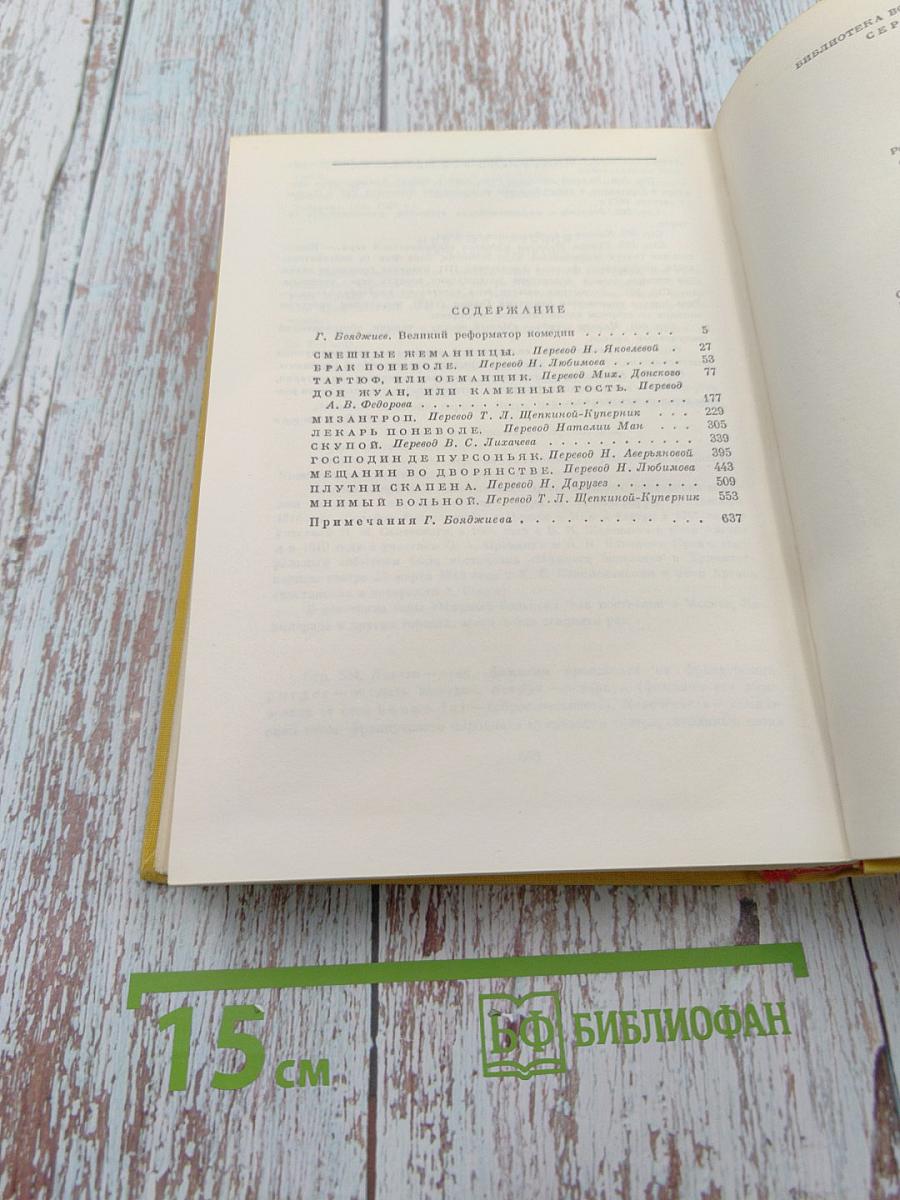 СОДЕРЖАНИЕ
Г. Бояджиев. Великий реформатор комедии . . . . . . . . 5
СМЕШНЫЕ ЖЕМАННИЦЫ. Перевод Н. Яковлевой . 27
БРАК ПОНЕВОЛЕ. Перевод Н. Любимова . . . . . . 53
ТАРТЮФ, ИЛИ ОБМАНЩИК. Перевод Мих. Донского 77
ДОН ЖУАН, ИЛИ КАМЕННЫЙ ГОСТЬ. Перевод
А. В. Федорова . . . . . . . . . . . . . . . . . . . . . . 177
МИЗАНТРОП. Перевод Т. Л. Щепкиной-Куперник . . . 229
ЛЕКАРЬ ПОНЕВОЛЕ. Перевод Наталии Ман . . . 305
СКУПОЙ. Перевод В. С. Лихачева . . . . . . . . . . . . 339
ГОСПОДИН ДЕ ПУРСОНЬЯК. Перевод Н. Аверьяновой 395
МЕЩАНИН ВО ДВОРЯНСТВЕ. Перевод Н. Любимова 443
ПЛУТНИ СКАПЕНА. Перевод Н. Дарузес . . . . . . . . 509
МНИМЫЙ БОЛЬНОЙ. Перевод Т. Л. Щепкиной-Куперник 553
Примечания Г. Бояджиева . . . . . . . . . . . . . 637
БИБЛИОТЕКА
СЕР
15 см
БФ БИБЛИОФАН